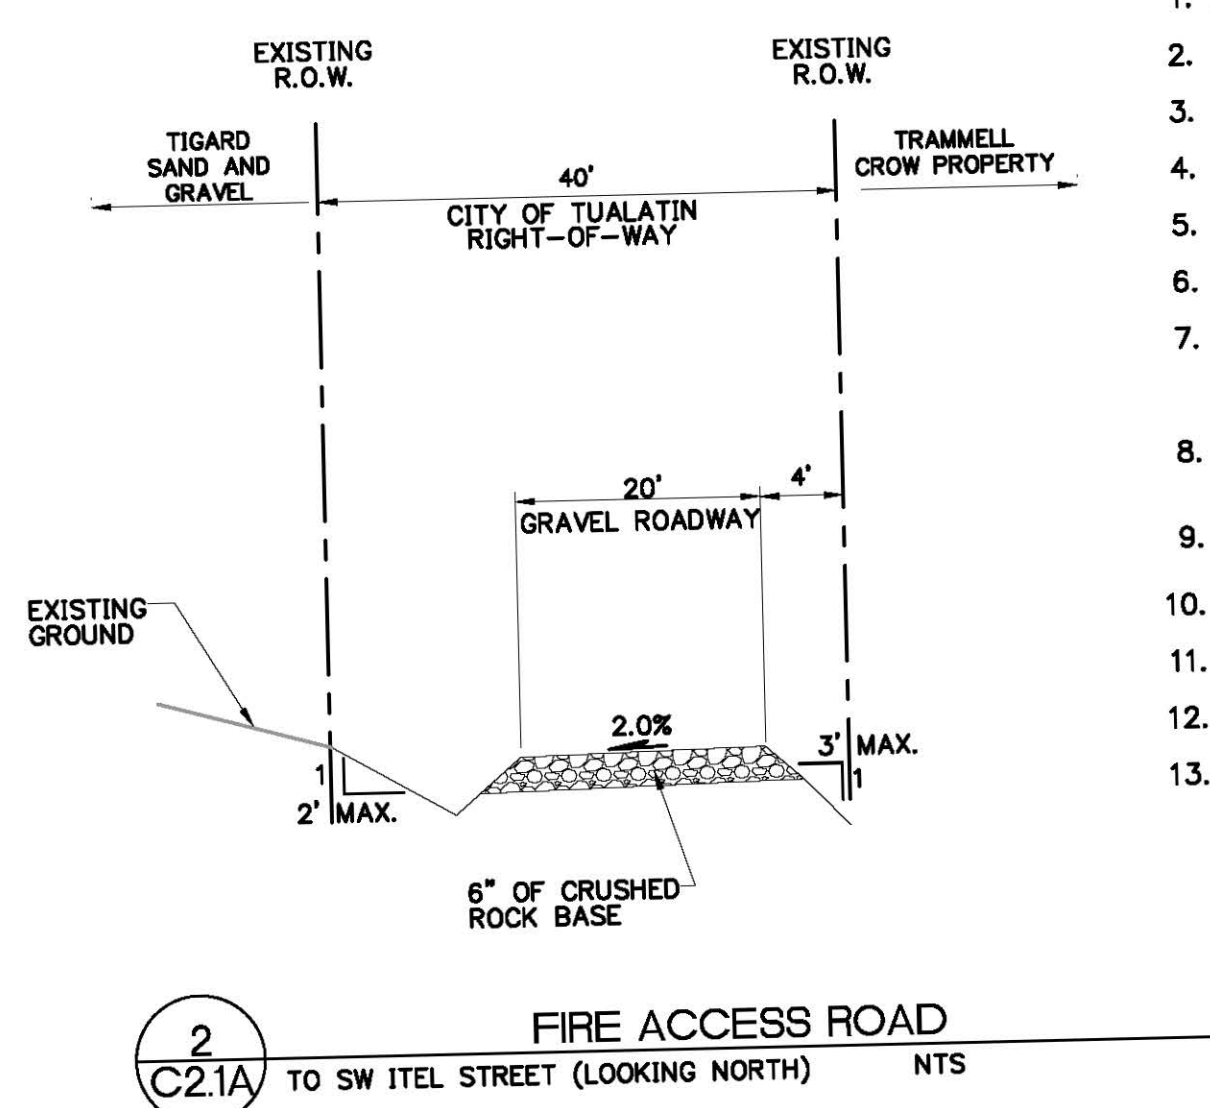 1.
EXISTING
R.O.W.
EXISTING
R.O.W.
2.
3.
TIGARD
SAND AND
GRAVEL
40'
TRAMMELL
CROW PROPERTY
4.
CITY OF TUALATIN
RIGHT-OF-WAY
5.
6.
7.
8.
20'
4'
GRAVEL ROADWAY
9.
EXISTING
GROUND
10.
11.
12.
2.0%
3' MAX.
1
1
2' MAX.
13.
6" OF CRUSHED
ROCK BASE
2
C2.1A
FIRE ACCESS ROAD
TO SW ITEL STREET (LOOKING NORTH) NTS